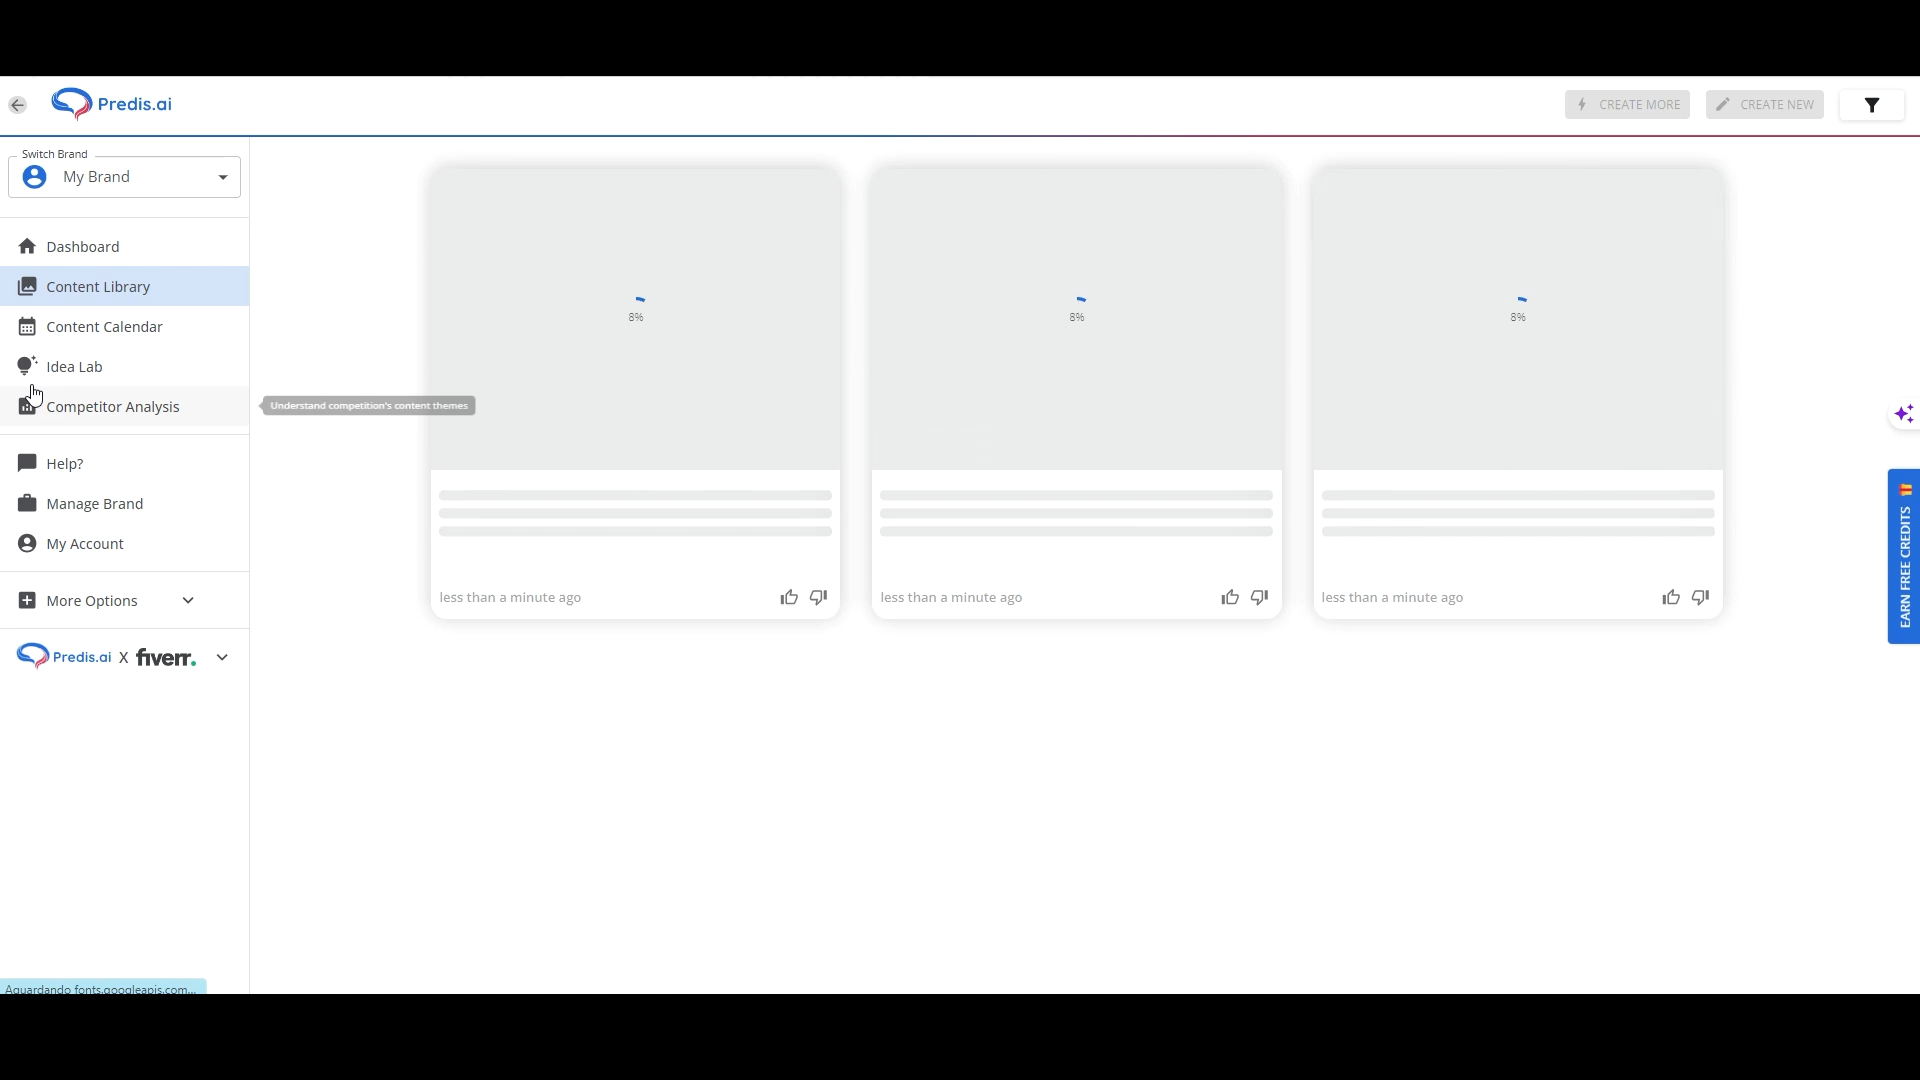 Predis.ai
CREATE MORE
CREATE NEW
Switch Brand
My Brand
Dashboard
Content Library
Content Calendar
Idea Lab
Competitor Analysis
Understand competition's content themes
Help?
Manage Brand
My Account
More Options
Predis.ai X fiverr.
8%
8%
8%
less than a minute ago
less than a minute ago
less than a minute ago
EARN FREE CREDITS
Aguardando fonts.googleapis.com...